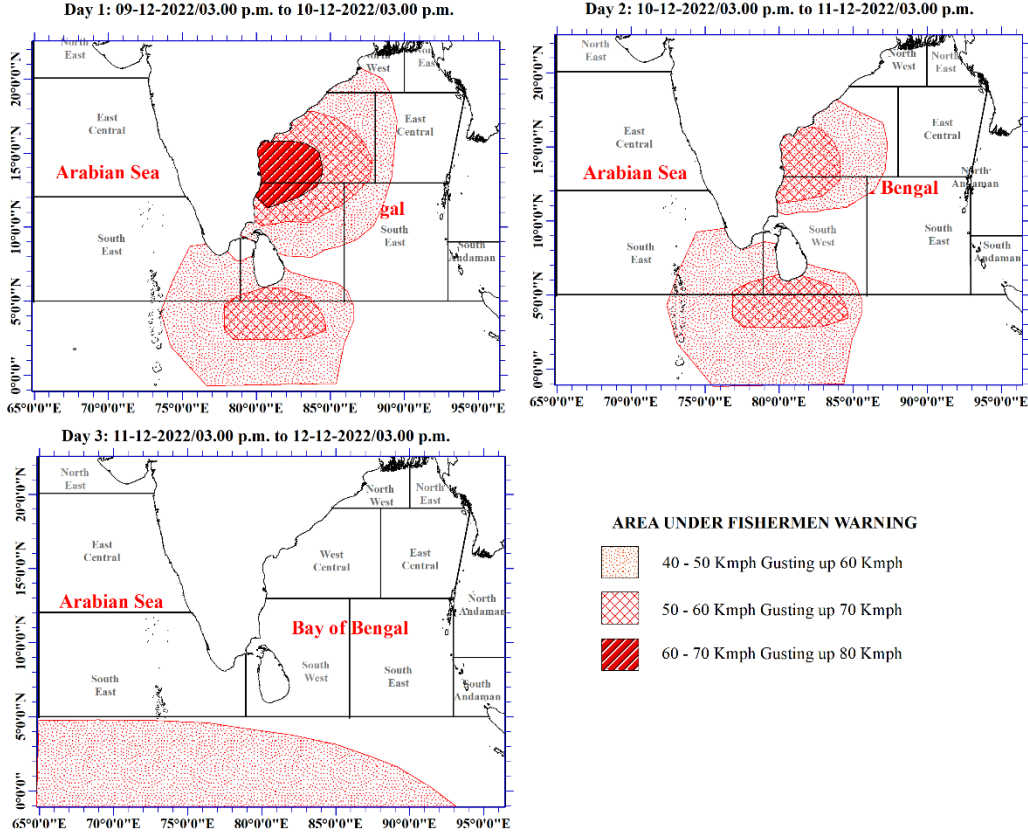 Day 1: 09-12-2022/03.00 p.m. to 10-12-2022/03.00 p.m.
North
East
North
West
East
East
Central
East
Central
Arabian Sea
gal
South
East
South
East
South
Andaman
20°0'0"N
15°0'0"N
10°0'0"N
5°0'0"N
0°0'0"
65°0'0"E 70°0'0"E 75°0'0"E 80°0'0"E 85°0'0"E 90°0'0"E 95°0'0"E
Day 2: 10-12-2022/03.00 p.m. to 11-12-2022/03.00 p.m.
North
East
North
West
North
East
East
Central
East
Central
Arabian Sea
Bengal
North
Andaman
South
East
South
West
South
East
South
Andaman
20°0'0"N
15°0'0"N
10°0'0"N
5°0'0"N
0°0'0"
65°0'0"E 70°0'0"E 75°0'0"E 80°0'0"E 85°0'0"E 90°0'0"E 95°0'0"E
Day 3: 11-12-2022/03.00 p.m. to 12-12-2022/03.00 p.m.
North
East
North
West
North
East
East
Central
West
Central
East
Central
Arabian Sea
Bay of Bengal
North
Andaman
South
East
South
West
South
East
South
Andaman
20°0'0"N
15°0'0"N
10°0'0"N
5°0'0"N
0°0'0"
65°0'0"E 70°0'0"E 75°0'0"E 80°0'0"E 85°0'0"E 90°0'0"E 95°0'0"E
AREA UNDER FISHERMEN WARNING
40 - 50 Kmph Gusting up 60 Kmph
50 - 60 Kmph Gusting up 70 Kmph
60 - 70 Kmph Gusting up 80 Kmph